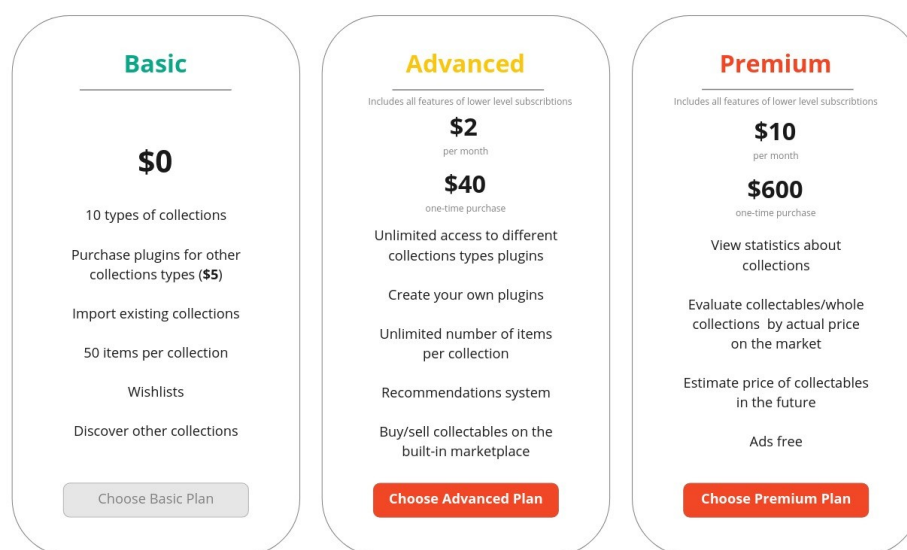 Basic
$0
10 types of collections
Purchase plugins for other
collections types ($5)
Import existing collections
50 items per collection
Wishlists
Discover other collections
Choose Basic Plan
Advanced
Includes all features of lower level subscribtions
$2
per month
$40
one-time purchase
Unlimited access to different
collections types plugins
Create your own plugins
Unlimited number of items
per collection
Recommendations system
Buy/sell collectables on the
built-in marketplace
Choose Advanced Plan
Premium
Includes all features of lower level subscribtions
$10
per month
$600
one-time purchase
View statistics about
collections
Evaluate collectables/whole
collections by actual price
on the market
Estimate price of collectables
in the future
Ads free
Choose Premium Plan